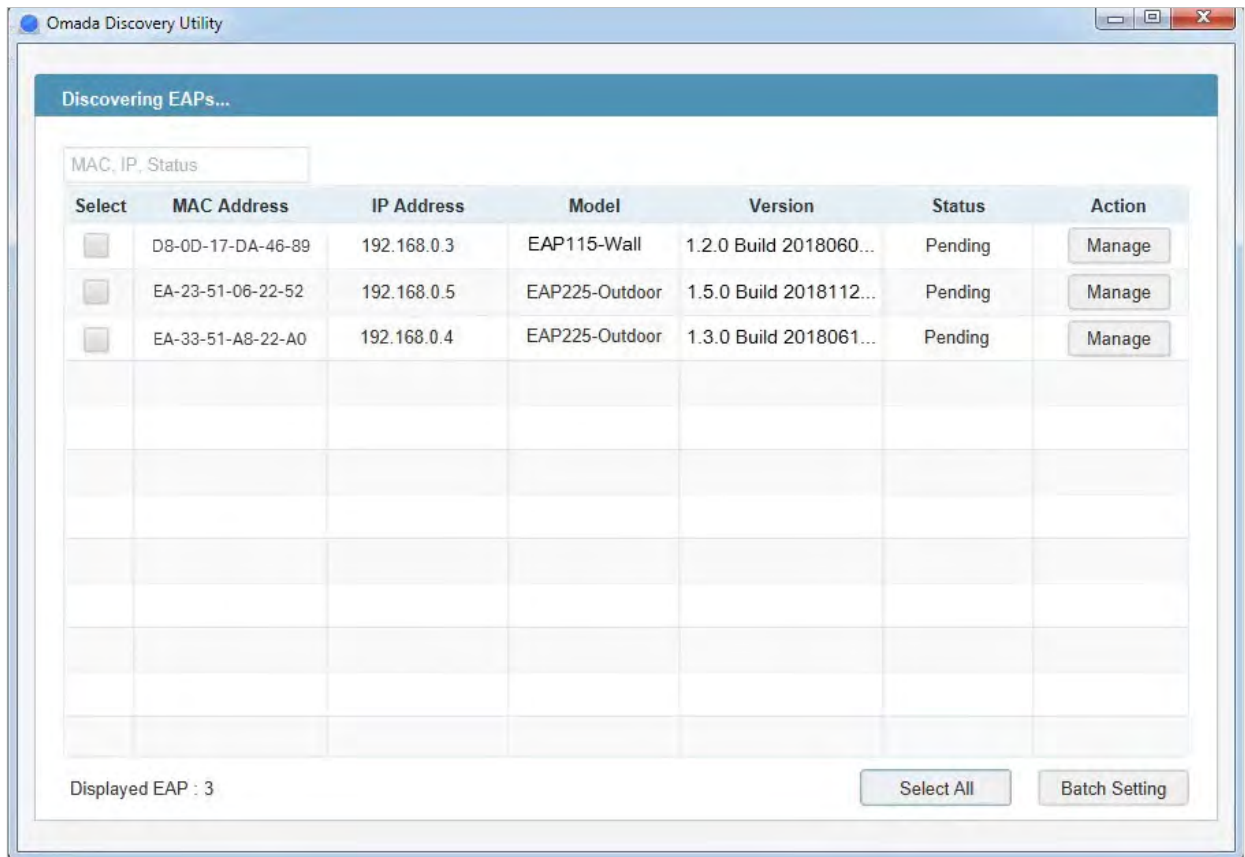 Omada Discovery Utility
Discovering EAPs...
MAC, IP, Status
Select MAC Address IP Address Model Version Status Action
D8-0D-17-DA-46-89 192.168.0.3 EAP115-Wall 1.2.0 Build 2018060... Pending Manage
EA-23-51-06-22-52 192.168.0.5 EAP225-Outdoor 1.5.0 Build 2018112... Pending Manage
EA-33-51-A8-22-A0 192.168.0.4 EAP225-Outdoor 1.3.0 Build 2018061... Pending Manage
Displayed EAP : 3 Select All Batch Setting